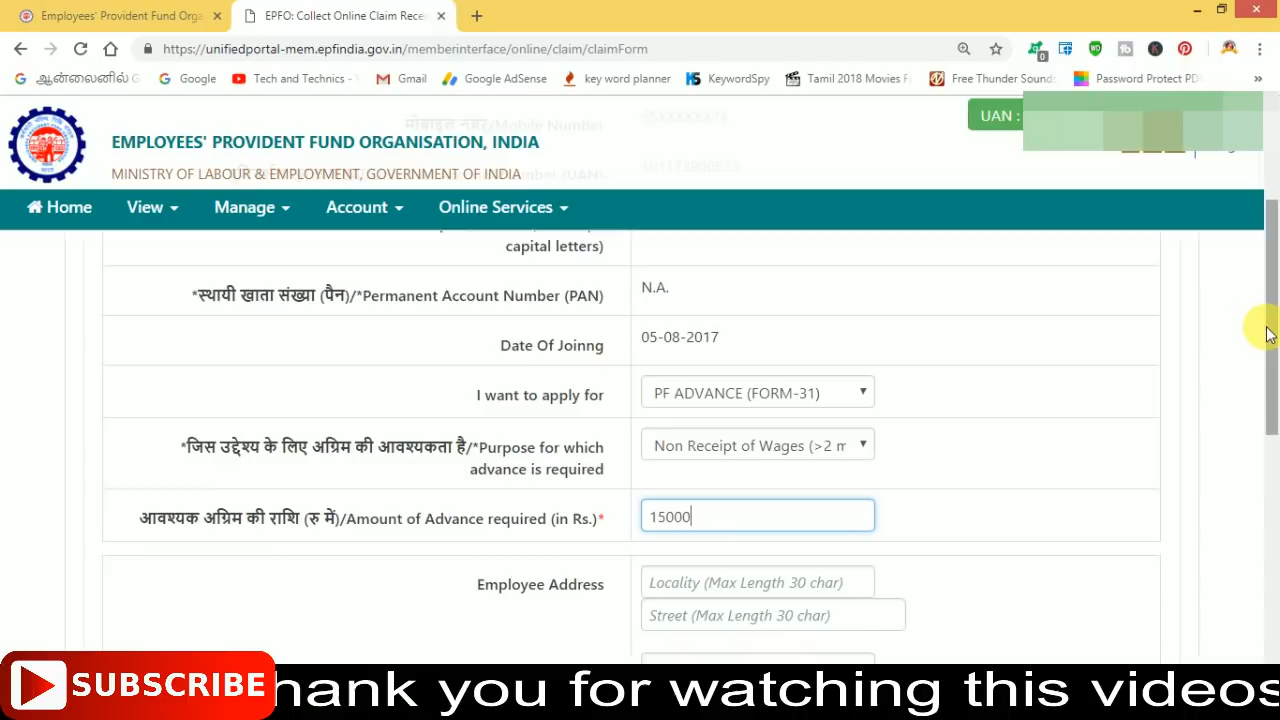 Employees' Provident Fund Orga
EPFO: Collect Online Claim Rece
https://unifiedportal-mem.epfindia.gov.in/memberinterface/online/claim/claimForm
ஆன்லைனில் G
Google
Tech and Technics -
Gmail
Google AdSense
key word planner
KeywordSpy
Tamil 2018 Movies F
Free Thunder Sound
Password Protect PD
»
मोबाइल नंबर/Mobile Number
EMPLOYEES' PROVIDENT FUND ORGANISATION, INDIA
UAN :
MINISTRY OF LABOUR & EMPLOYMENT, GOVERNMENT OF INDIA
Home
View
Manage
Account
Online Services
capital letters)
*स्थायी खाता संख्या (पैन)/*Permanent Account Number (PAN)
N.A.
Date Of Joinng
05-08-2017
I want to apply for
PF ADVANCE (FORM-31)
*जिस उद्देश्य के लिए अग्रिम की आवश्यकता है/*Purpose for which
advance is required
Non Receipt of Wages (>2 m
आवश्यक अग्रिम की राशि (रु में)/Amount of Advance required (in Rs.)*
15000
Employee Address
Locality (Max Length 30 char)
Street (Max Length 30 char)
SUBSCRIBE
hank you for watching this videos